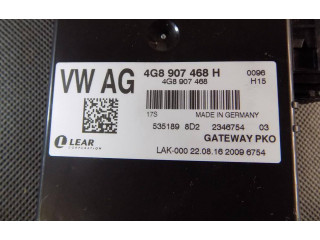 VW AG 4G8 907 468 H 0096
4G8 907 468 H15
17S MADE IN GERMANY
535189 8D2 2346754 03
GATEWAY PKO
LEAR
CORPORATION
LAK-000 22.08.16 2009 6754